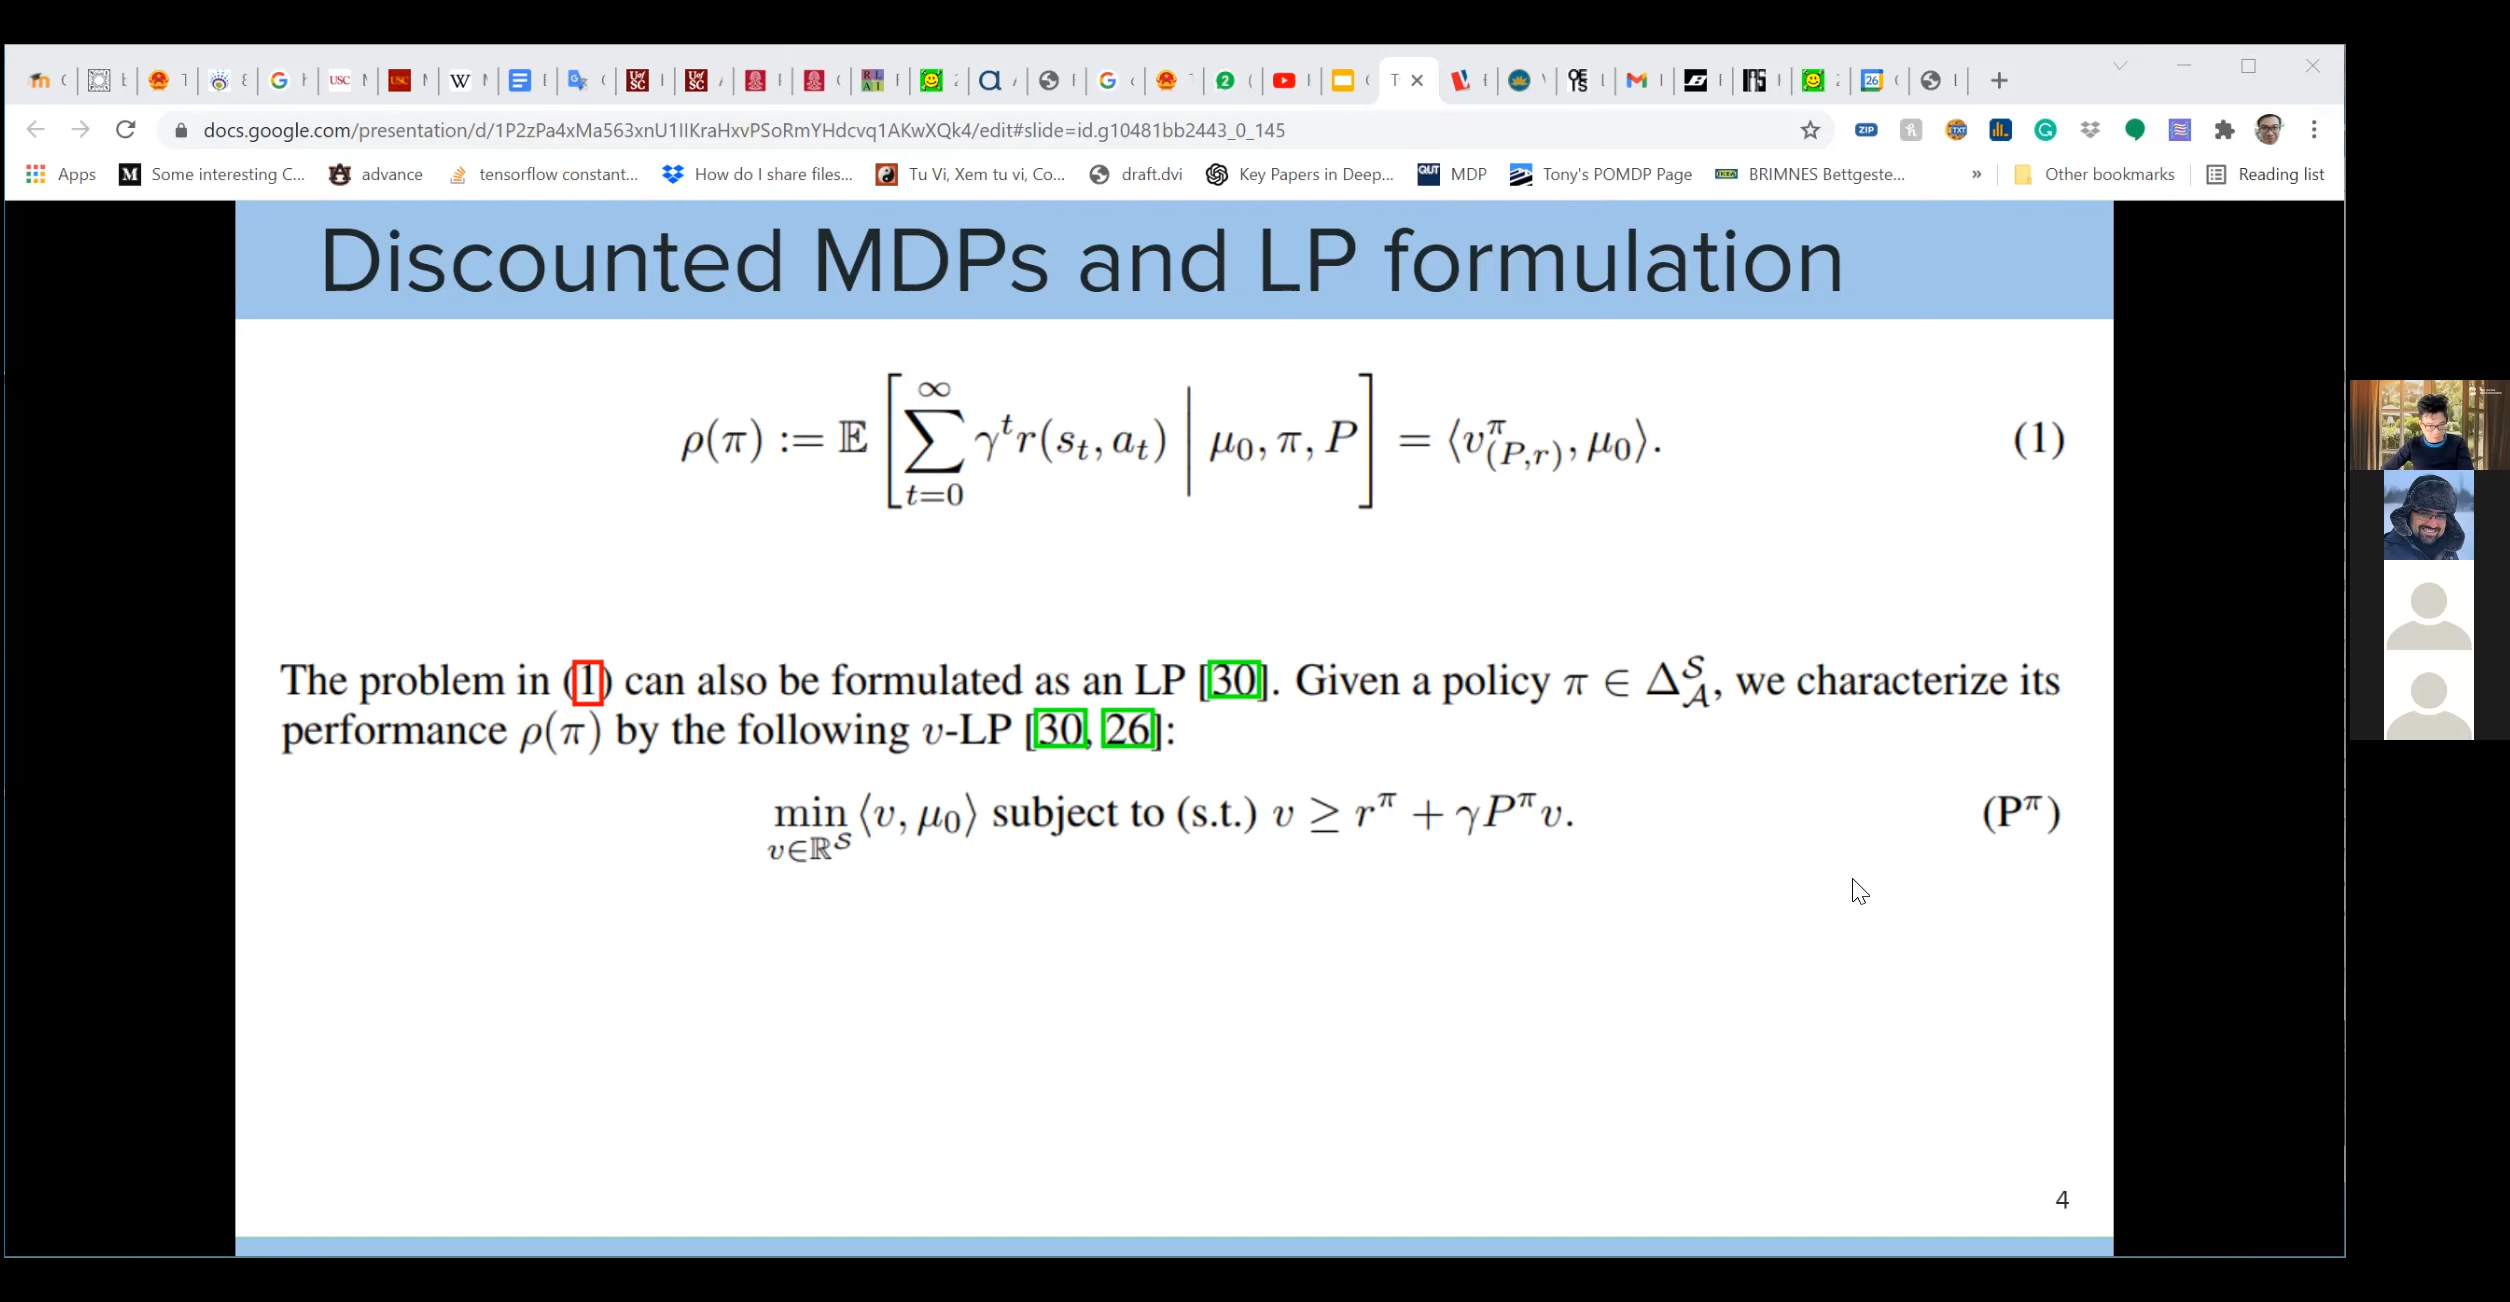 docs.google.com/presentation/d/1P2zPa4xMa563xnU1IIKraHxvPSoRmYHdcvq1AKwXQk4/edit#slide=id.g10481bb2443_0_145
Apps Some interesting C... advance tensorflow constant... How do I share files... Tu Vi, Xem tu vi, Co... draft.dvi Key Papers in Deep... MDP Tony's POMDP Page BRIMNES Bettgeste... » Other bookmarks Reading list
Discounted MDPs and LP formulation
ρ(π) := 𝔼 [ ∑_{t=0}^{∞} γ^t r(s_t, a_t) | μ_0, π, P ] = ⟨v^π_{(P,r)}, μ_0⟩. (1)
The problem in (1) can also be formulated as an LP [30]. Given a policy π ∈ Δ^𝒮_𝒜, we characterize its
performance ρ(π) by the following v-LP [30, 26]:
min_{v∈ℝ^𝒮} ⟨v, μ_0⟩ subject to (s.t.) v ≥ r^π + γP^π v. (P^π)
4